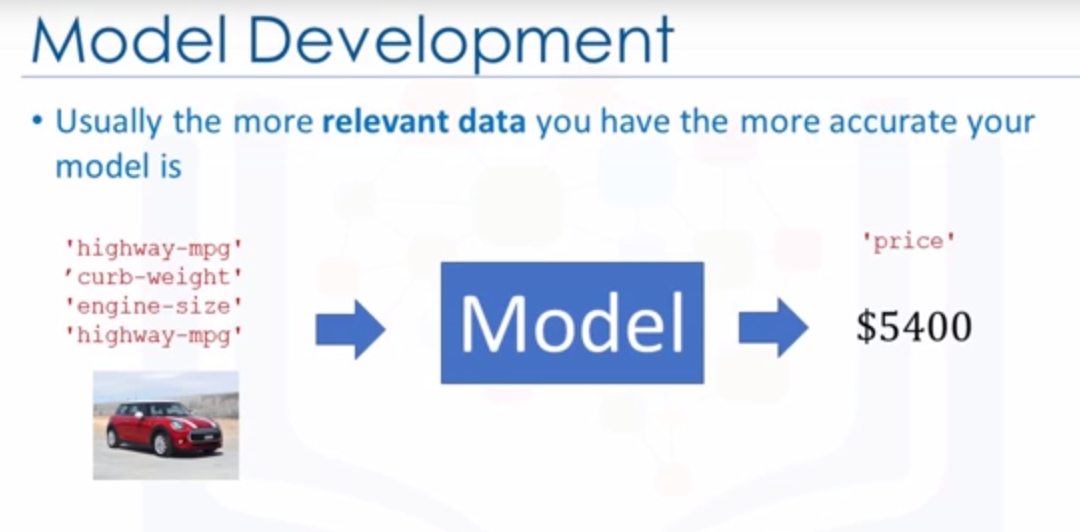 Model Development
• Usually the more relevant data you have the more accurate your
model is
'highway-mpg'
'curb-weight'
'engine-size'
'highway-mpg'
Model
'price'
$5400